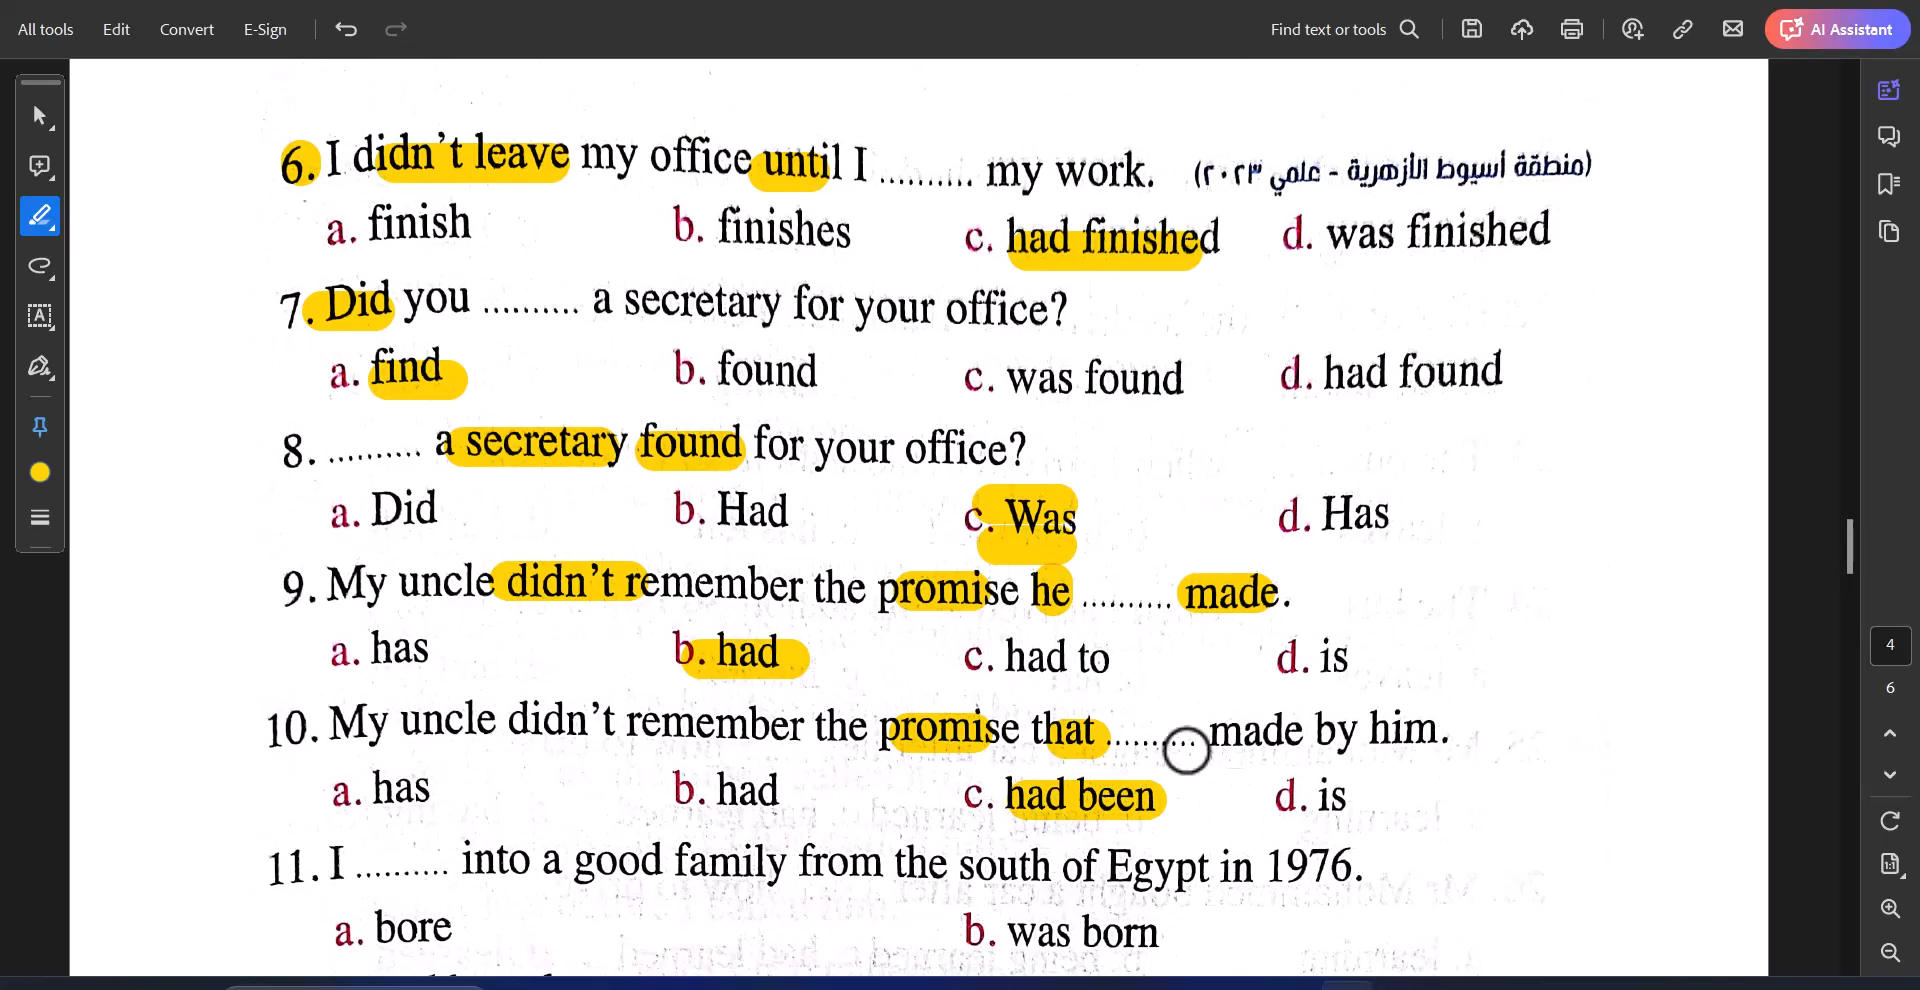 All tools Edit Convert E-Sign Find text or tools AI Assistant
6. I didn't leave my office until I .......... my work. (منطقة أسيوط الأزهرية - علمي ٢٠٢٣)
a. finish b. finishes c. had finished d. was finished
7. Did you .......... a secretary for your office?
a. find b. found c. was found d. had found
8. .......... a secretary found for your office?
a. Did b. Had c. Was d. Has
9. My uncle didn't remember the promise he .......... made.
a. has b. had c. had to d. is
4
6
10. My uncle didn't remember the promise that .......... made by him.
a. has b. had c. had been d. is
11. I .......... into a good family from the south of Egypt in 1976.
a. bore b. was born